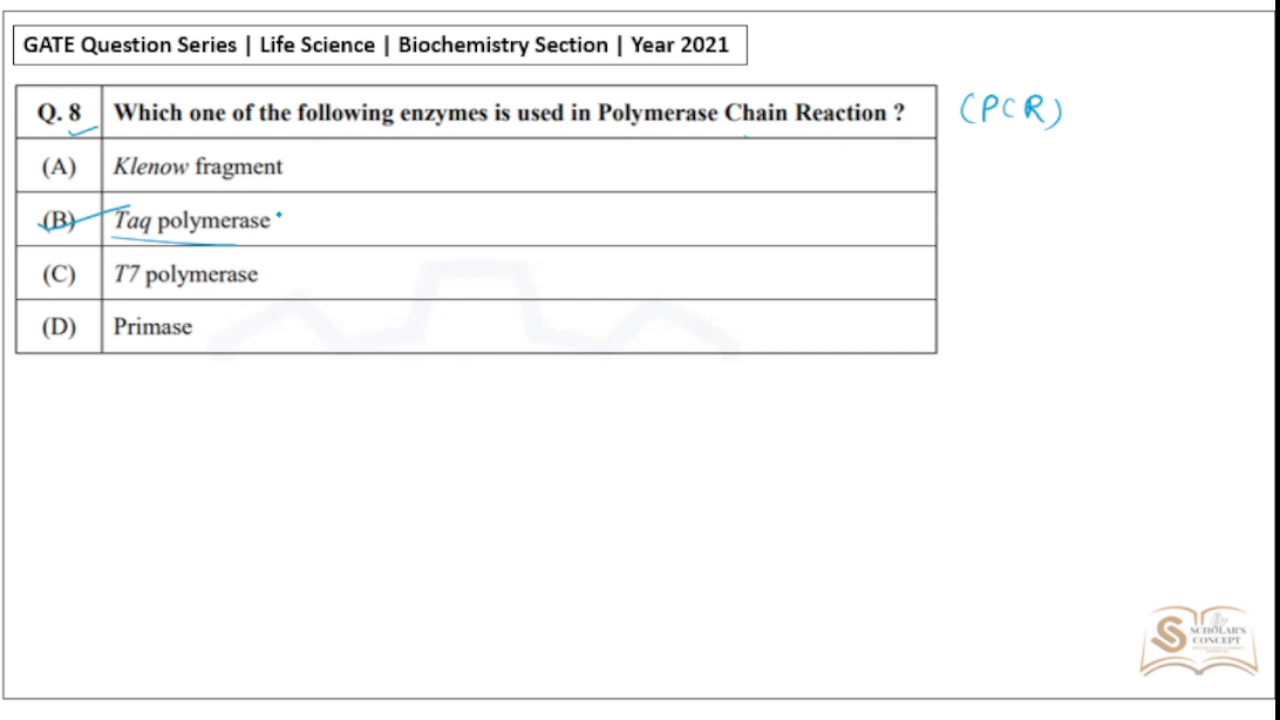 GATE Question Series | Life Science | Biochemistry Section | Year 2021
Q. 8 Which one of the following enzymes is used in Polymerase Chain Reaction ? (PCR)
(A) Klenow fragment
(B) Taq polymerase
(C) T7 polymerase
(D) Primase
SCHOLAR'S
CONCEPT